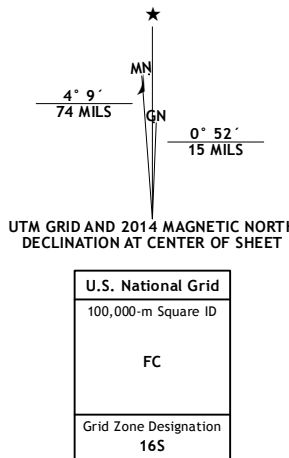 MN
4° 9´
74 MILS
GN
0° 52´
15 MILS
UTM GRID AND 2014 MAGNETIC NORTH
DECLINATION AT CENTER OF SHEET
U.S. National Grid
100,000-m Square ID
FC
Grid Zone Designation
16S